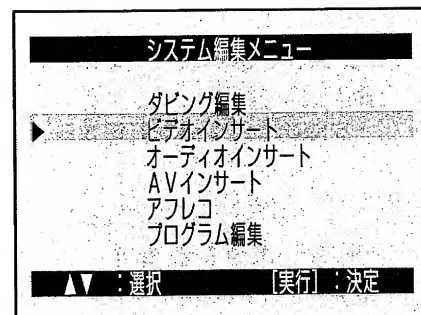 システム編集メニュー
ダビング編集
▶ビデオインサート
オーディオインサート
AVインサート
アフレコ
プログラム編集
▲▼：選択 [実行]：決定